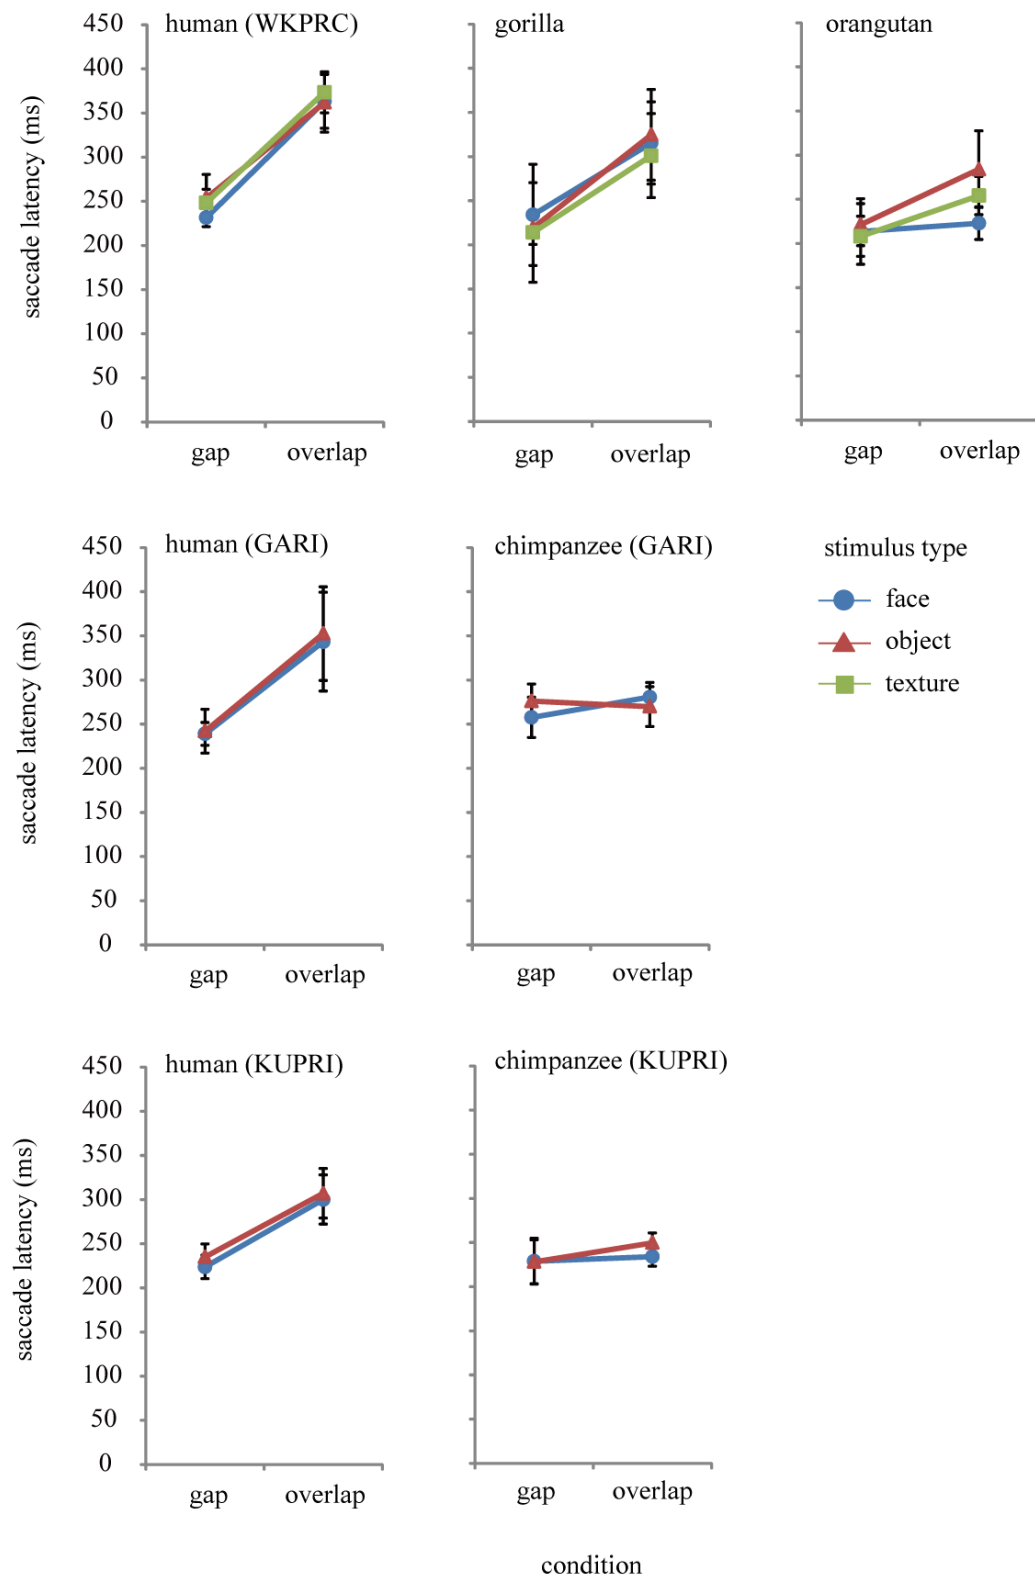 human (WKPRC)
gorilla
orangutan
saccade latency (ms)
450
400
350
300
250
200
150
100
50
0
gap overlap
gap overlap
gap overlap
human (GARI)
chimpanzee (GARI)
stimulus type
face
object
texture
saccade latency (ms)
450
400
350
300
250
200
150
100
50
0
gap overlap
gap overlap
human (KUPRI)
chimpanzee (KUPRI)
saccade latency (ms)
450
400
350
300
250
200
150
100
50
0
gap overlap
gap overlap
condition